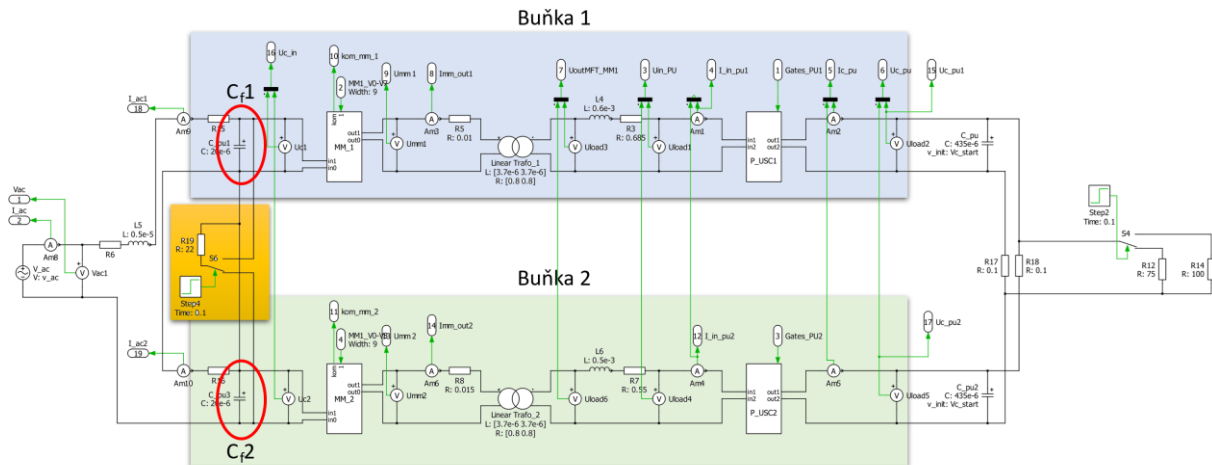 Buňka 1
16 Uc_in
10 kom_mm_1
2 MM1_V0-V9
Width: 9
9 Umm1
8 Imm_out1
7 UoutMFT_MM1
3 Uin_PU
4 I_in_pu1
1 Gates_PU1
5 Ic_pu
6 Uc_pu
15 Uc_pu1
I_ac1
18
Cf1
A
Am9
C_pu1
C: 20e-6
V Uc1
kom
in1
in0
MM_1
out1
out0
A
Am3
R5
R: 0.01
V Umm1
Linear Trafo_1
L: [3.7e-6 3.7e-6]
R: [0.8 0.8]
V Uload3
L4
L: 0.6e-3
R3
R: 0.685
V Uload1
A
Am1
in1
in2
out1
out2
P_USC1
A
Am2
V Uload2
C_pu
C: 435e-6
v_init: Vc_start
Vac
1
I_ac
2
A
Am8
V_ac
V: v_ac
V Vac1
R6
L5
L: 0.5e-5
R19
R: 22
S6
Step4
Time: 0.1
R17
R: 0.1
R18
R: 0.1
Step2
Time: 0.1
S4
R12
R: 75
R14
R: 100
Buňka 2
11 kom_mm_2
4
Width: 9
Umm2
14 Imm_out2
12 I_in_pu2
3 Gates_PU2
17 Uc_pu2
I_ac2
19
A
Am10
C_pu3
C: 20e-6
Cf2
V Uc2
kom
in1
in0
MM_2
out1
out0
A
Am6
R8
R: 0.015
V Umm2
Linear Trafo_2
L: [3.7e-6 3.7e-6]
R: [0.8 0.8]
V Uload6
L6
L: 0.5e-3
R7
R: 0.55
V Uload4
A
Am4
in1
in2
out1
out2
P_USC2
A
Am5
V Uload5
C_pu2
C: 435e-6
v_init: Vc_start